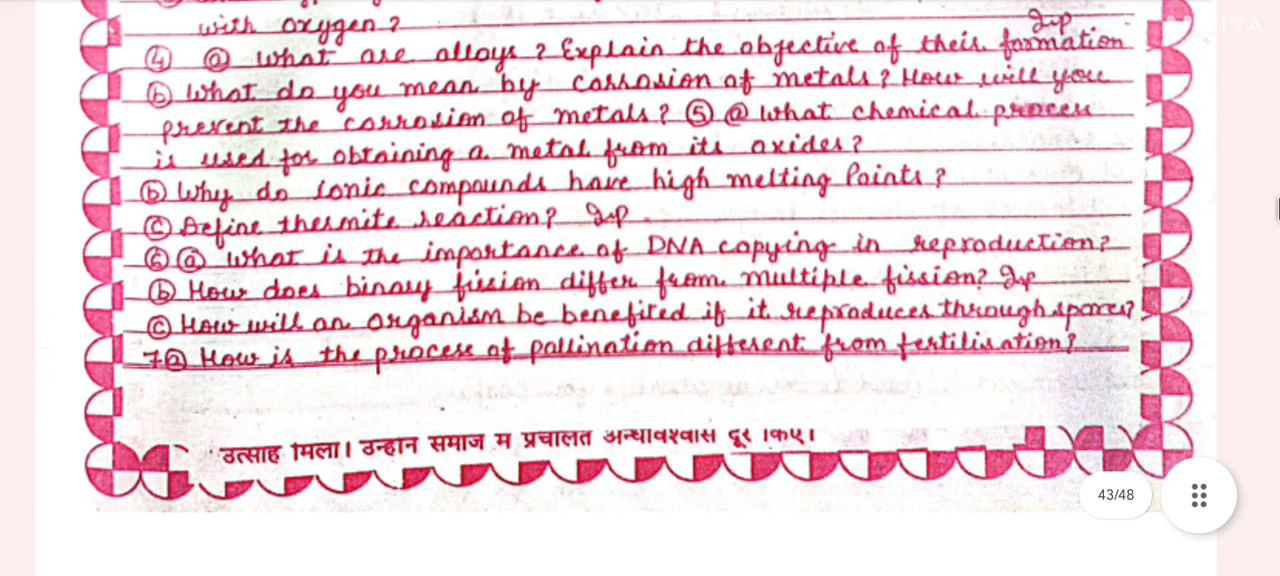 with oxygen?
Imp
④ ⓐ What are alloys? Explain the objective of their formation
ⓑ What do you mean by corrosion of metals? How will you
prevent the corrosion of metals? ⑤ ⓐ What chemical process
is used for obtaining a metal from its oxides?
ⓑ Why do ionic compounds have high melting Points?
ⓒ Define thermite reaction? Imp
⑥ ⓐ What is the importance of DNA copying in reproduction?
ⓑ How does binary fission differ from multiple fission? Imp
ⓒ How will an organism be benefited if it reproduces through spores?
7ⓐ How is the process of pollination different from fertilisation?
उत्साह मिला। उन्होंने समाज में प्रचलित अन्धविश्वास दूर किए।
43/48